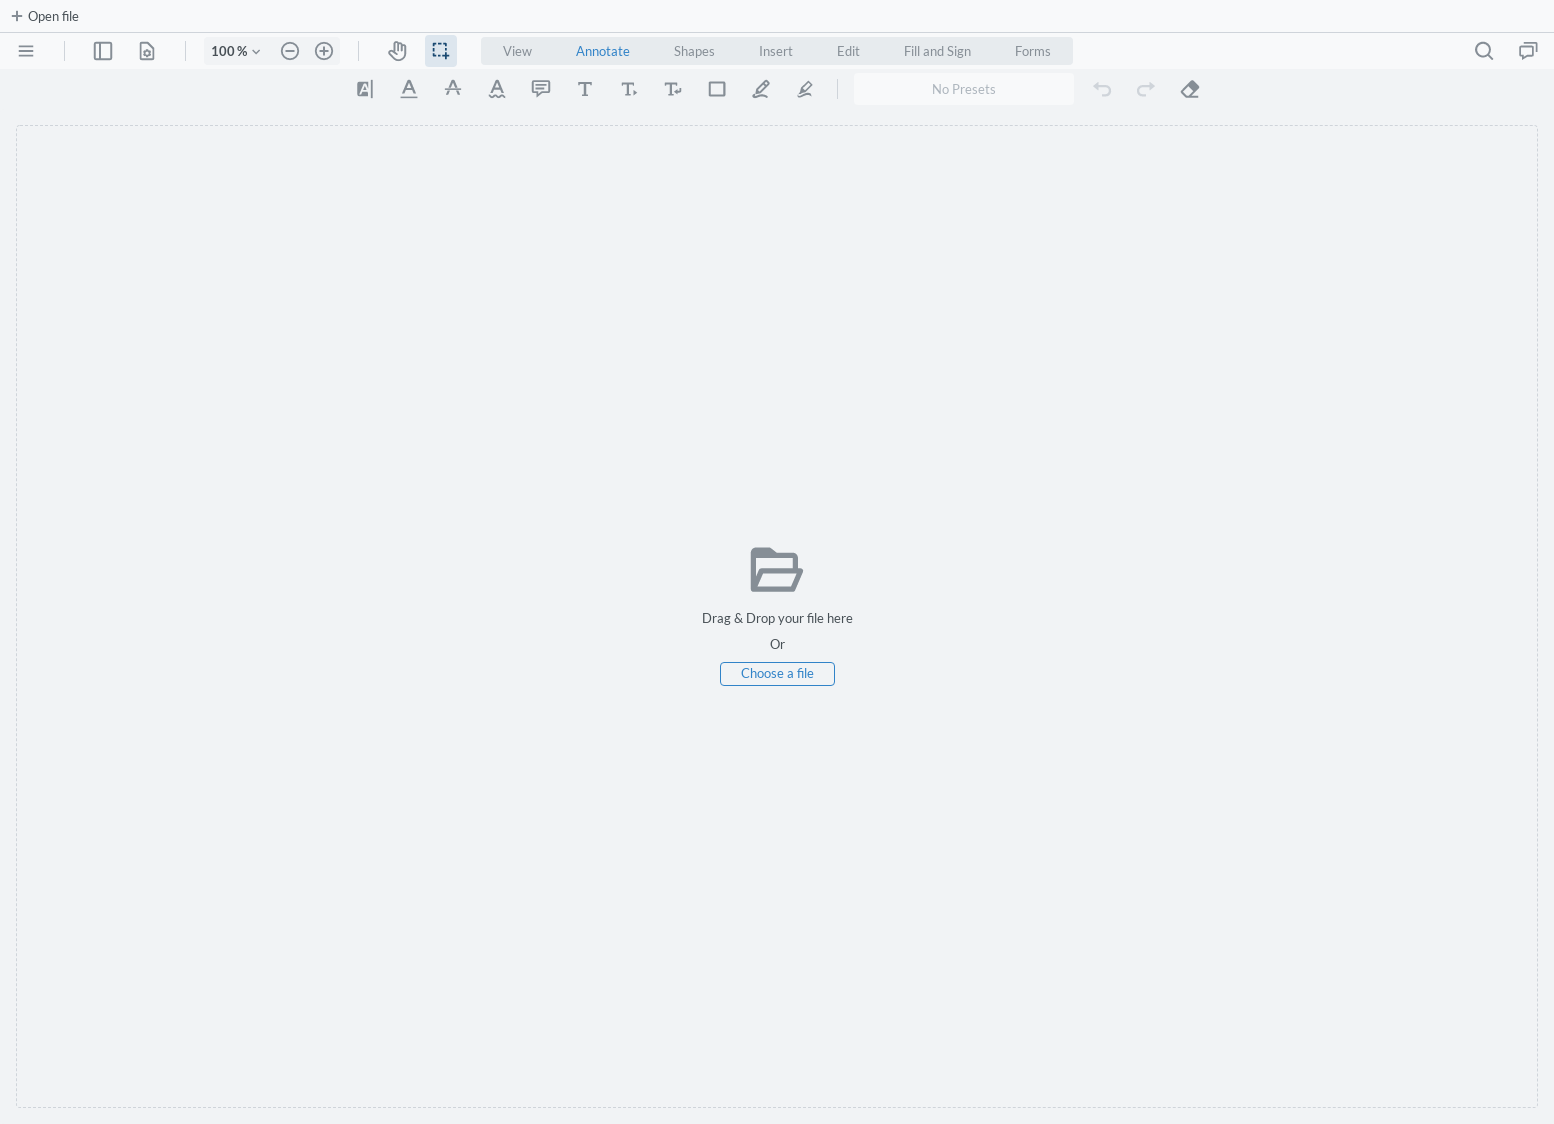 Open file
100 %
View Annotate Shapes Insert Edit Fill and Sign Forms
No Presets
Drag & Drop your file here
Or
Choose a file